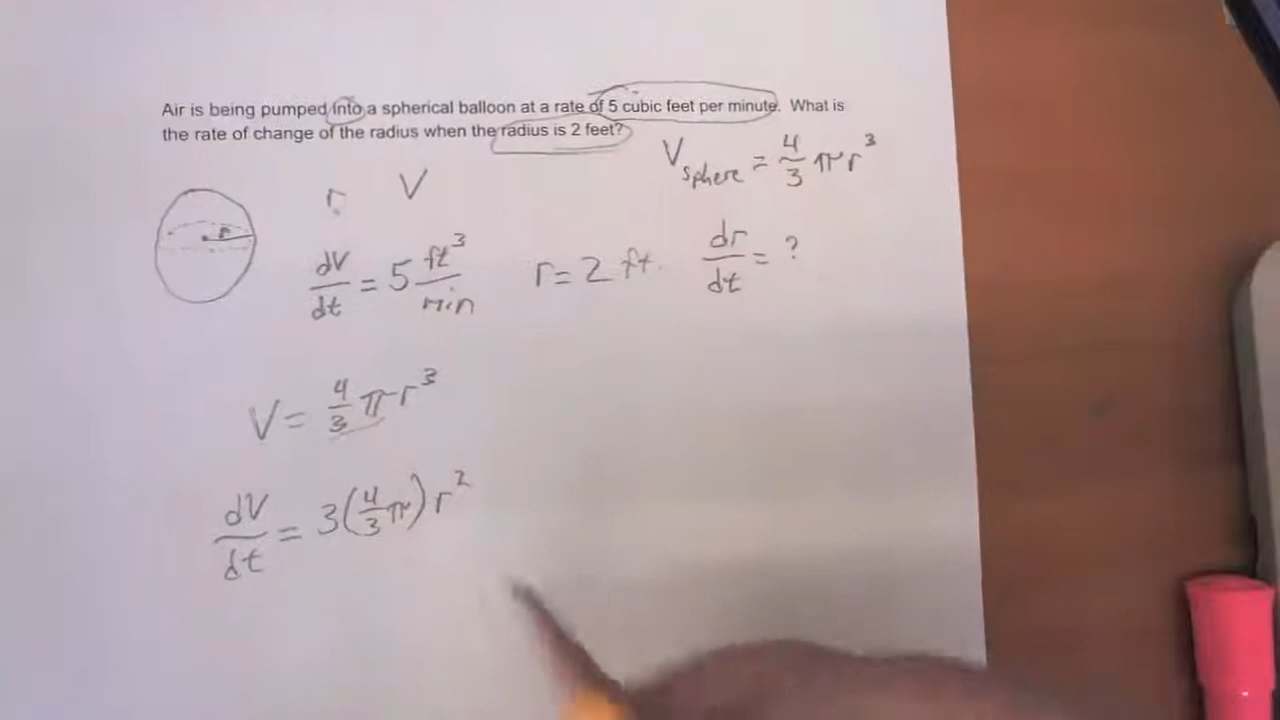 Air is being pumped into a spherical balloon at a rate of 5 cubic feet per minute. What is
the rate of change of the radius when the radius is 2 feet?
V sphere = 4/3 πr³
r V
r
dV/dt = 5 ft³/min r = 2 ft. dr/dt = ?
V = 4/3 πr³
dV/dt = 3(4/3 π)r²